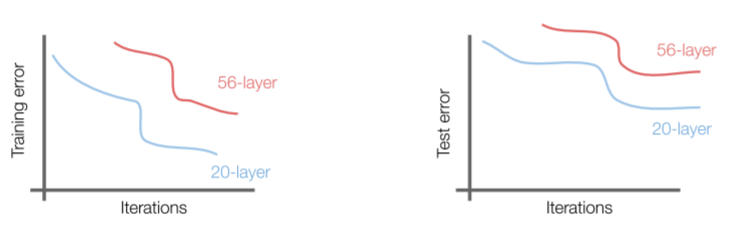 Training error
56-layer
20-layer
Iterations
Test error
56-layer
20-layer
Iterations